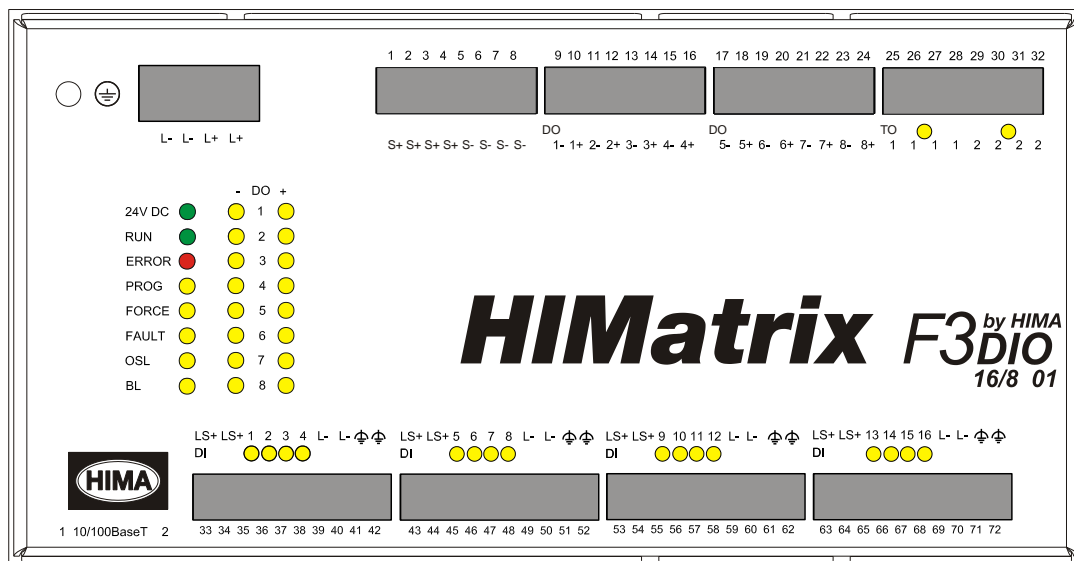 1 2 3 4 5 6 7 8 9 10 11 12 13 14 15 16 17 18 19 20 21 22 23 24 25 26 27 28 29 30 31 32
DO DO TO
L- L- L+ L+ S+ S+ S+ S+ S- S- S- S- 1- 1+ 2- 2+ 3- 3+ 4- 4+ 5- 5+ 6- 6+ 7- 7+ 8- 8+ 1 1 1 1 2 2 2 2
- DO +
24V DC 1
RUN 2
ERROR 3
PROG 4
FORCE 5
FAULT 6
OSL 7
BL 8
HIMatrix F3 by HIMA
DIO
16/8 01
LS+ LS+ 1 2 3 4 L- L- LS+ LS+ 5 6 7 8 L- L- LS+ LS+ 9 10 11 12 L- L- LS+ LS+ 13 14 15 16 L- L-
DI DI DI DI
HIMA
1 10/100BaseT 2 33 34 35 36 37 38 39 40 41 42 43 44 45 46 47 48 49 50 51 52 53 54 55 56 57 58 59 60 61 62 63 64 65 66 67 68 69 70 71 72